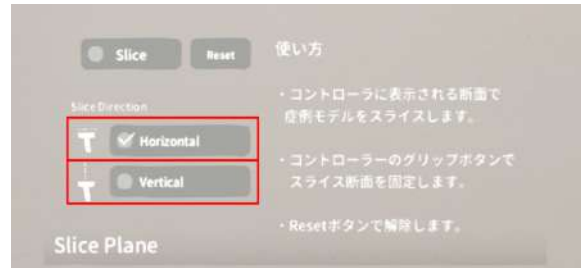 Slice
Reset
使い方
Slice Direction
Horizontal
Vertical
・コントローラに表示される断面で
症例モデルをスライスします。
・コントローラーのグリップボタンで
スライス断面を固定します。
・Resetボタンで解除します。
Slice Plane